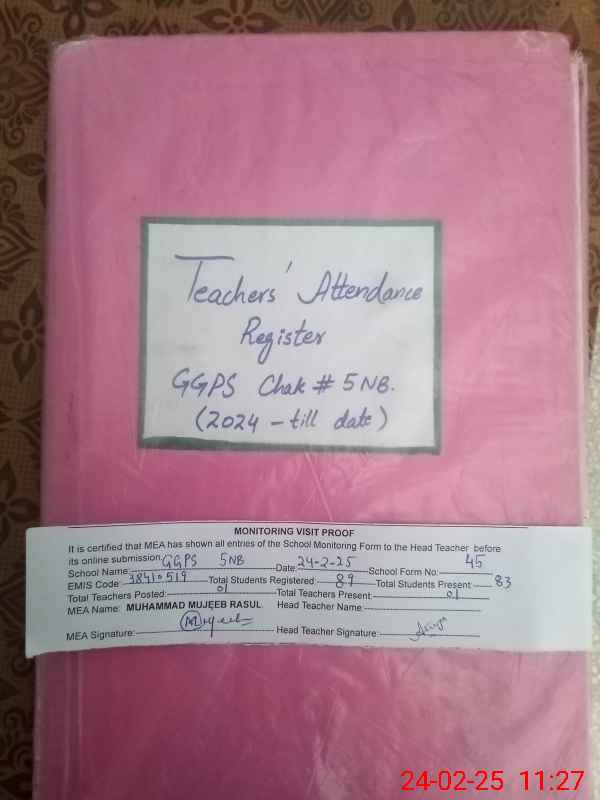 Teachers' Attendance
Register
GGPS Chak # 5NB.
(2024 - till date)
MONITORING VISIT PROOF
It is certified that MEA has shown all entries of the School Monitoring Form to the Head Teacher before
its online submission.
School Name: GGPS 5NB Date: 24-2-25 School Form No: 45
EMIS Code: 38410519 Total Students Registered: 89 Total Students Present: 83
Total Teachers Posted: 01 Total Teachers Present: 01
MEA Name: MUHAMMAD MUJEEB RASUL Head Teacher Name:
MEA Signature: Mujeeb Head Teacher Signature:
24-02-25 11:27